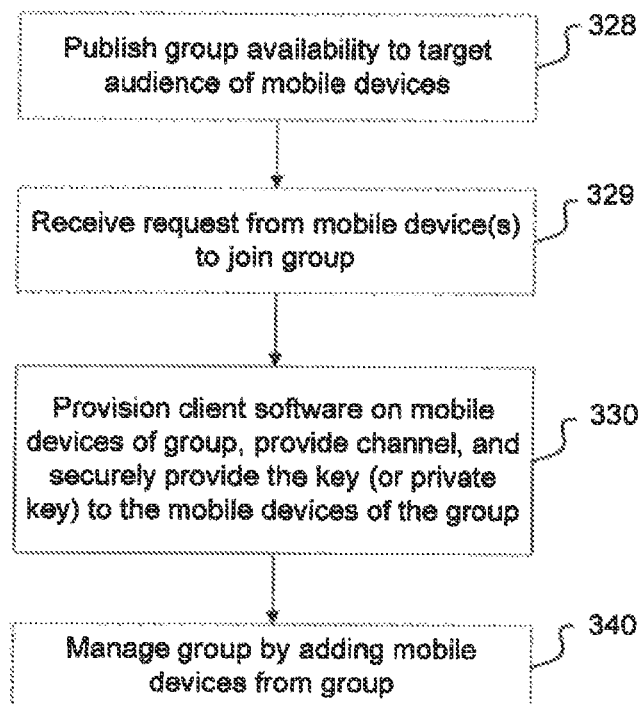 Publish group availability to target
audience of mobile devices
328
Receive request from mobile device(s)
to join group
329
Provision client software on mobile
devices of group, provide channel, and
securely provide the key (or private
key) to the mobile devices of the group
330
Manage group by adding mobile
devices from group
340